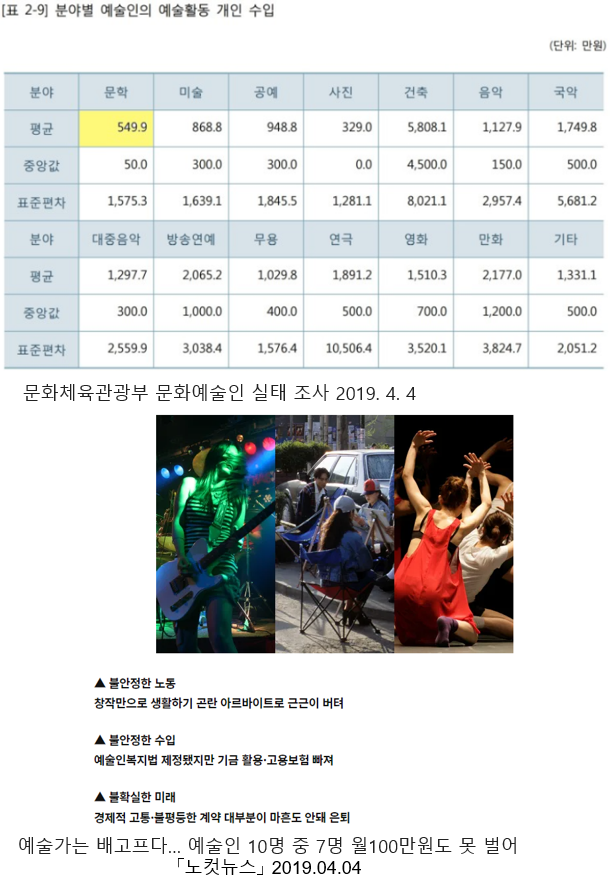 [표 2-9] 분야별 예술인의 예술활동 개인 수입
(단위: 만원)
분야 문학 미술 공예 사진 건축 음악 국악
평균 549.9 868.8 948.8 329.0 5,808.1 1,127.9 1,749.8
중앙값 50.0 300.0 300.0 0.0 4,500.0 150.0 500.0
표준편차 1,575.3 1,639.1 1,845.5 1,281.1 8,021.1 2,957.4 5,681.2
분야 대중음악 방송연예 무용 연극 영화 만화 기타
평균 1,297.7 2,065.2 1,029.8 1,891.2 1,510.3 2,177.0 1,331.1
중앙값 300.0 1,000.0 400.0 500.0 700.0 1,200.0 500.0
표준편차 2,559.9 3,038.4 1,576.4 10,506.4 3,520.1 3,824.7 2,051.2
문화체육관광부 문화예술인 실태 조사 2019. 4. 4
▲ 불안정한 노동
창작만으로 생활하기 곤란 아르바이트로 근근이 버텨
▲ 불안정한 수입
예술인복지법 제정됐지만 기금 활용·고용보험 빠져
▲ 불확실한 미래
경제적 고통·불평등한 계약 대부분이 마흔도 안돼 은퇴
예술가는 배고프다... 예술인 10명 중 7명 월100만원도 못 벌어
「노컷뉴스」 2019.04.04